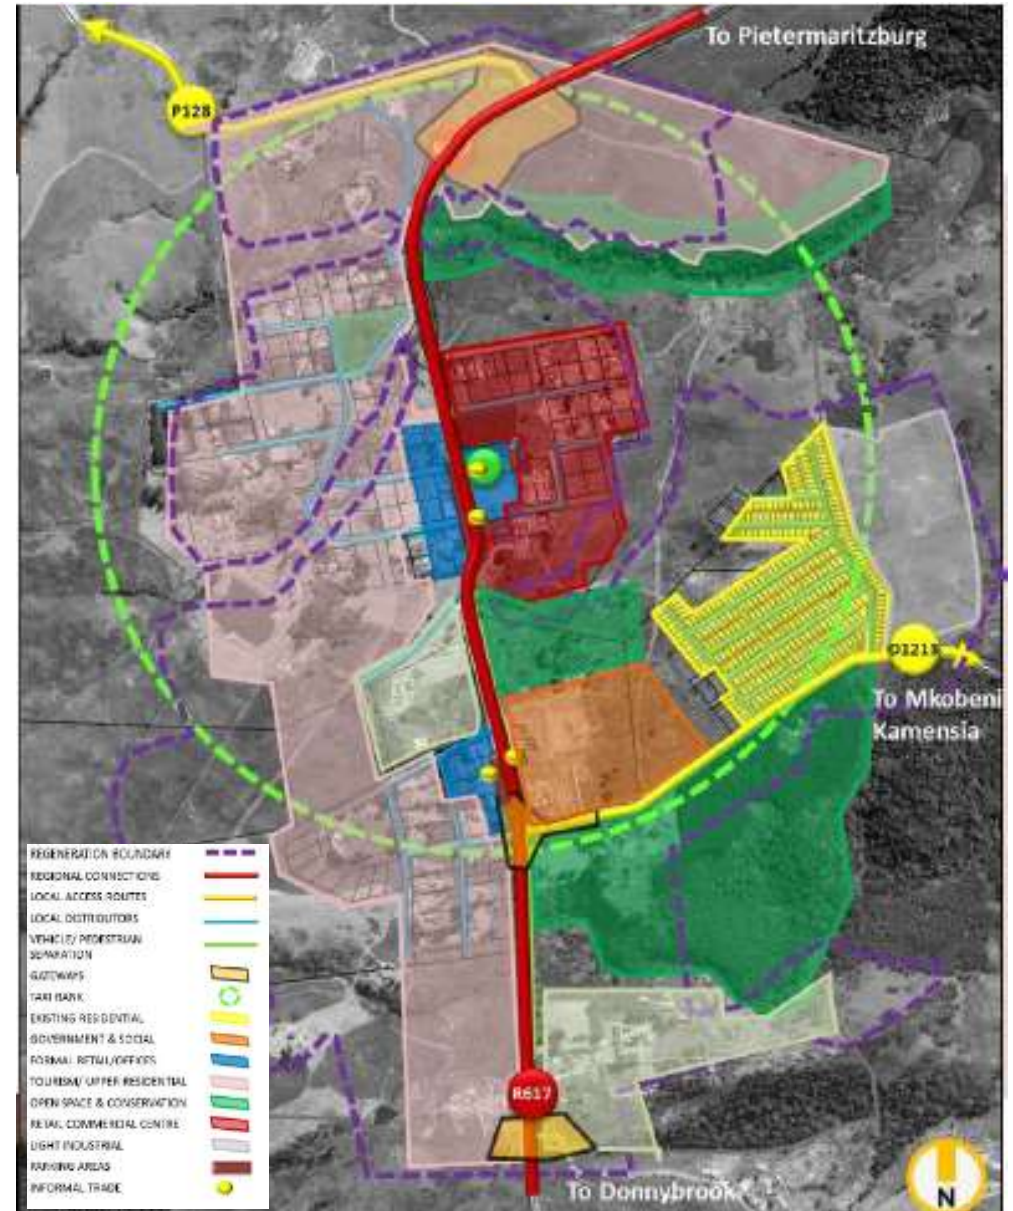 To Pietermaritzburg
P128
D1213
To Mkobeni
Kamensia
REGENERATION BOUNDARY
REGIONAL CONNECTIONS
LOCAL ACCESS ROUTES
LOCAL DISTRIBUTORS
VEHICLE/ PEDESTRIAN
SEPARATION
GATEWAYS
TAXI RANK
EXISTING RESIDENTIAL
GOVERNMENT & SOCIAL
FORMAL RETAIL/OFFICES
TOURISM/ UPPER RESIDENTIAL
OPEN SPACE & CONSERVATION
RETAIL COMMERCIAL CENTRE
LIGHT INDUSTRIAL
PARKING AREAS
INFORMAL TRADE
R617
To Donnybrook
N